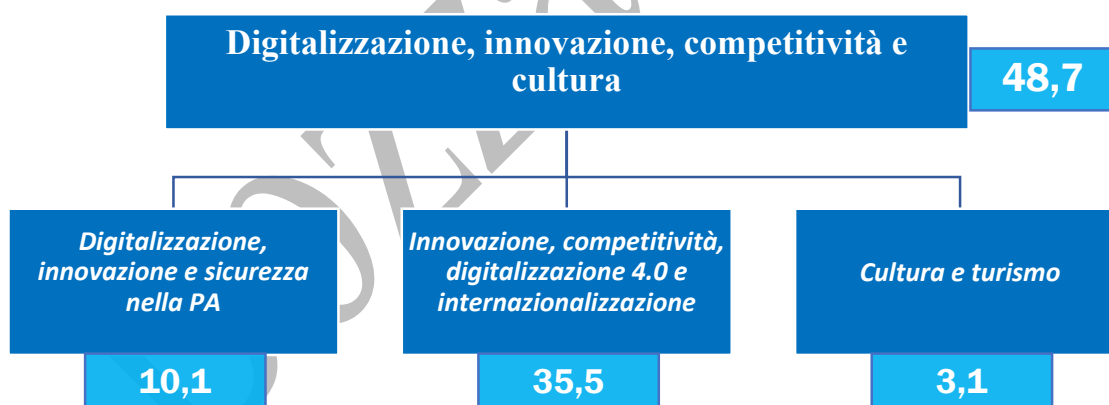 Digitalizzazione, innovazione, competitività e
cultura
48,7
Digitalizzazione,
innovazione e sicurezza
nella PA
10,1
Innovazione, competitività,
digitalizzazione 4.0 e
internazionalizzazione
35,5
Cultura e turismo
3,1